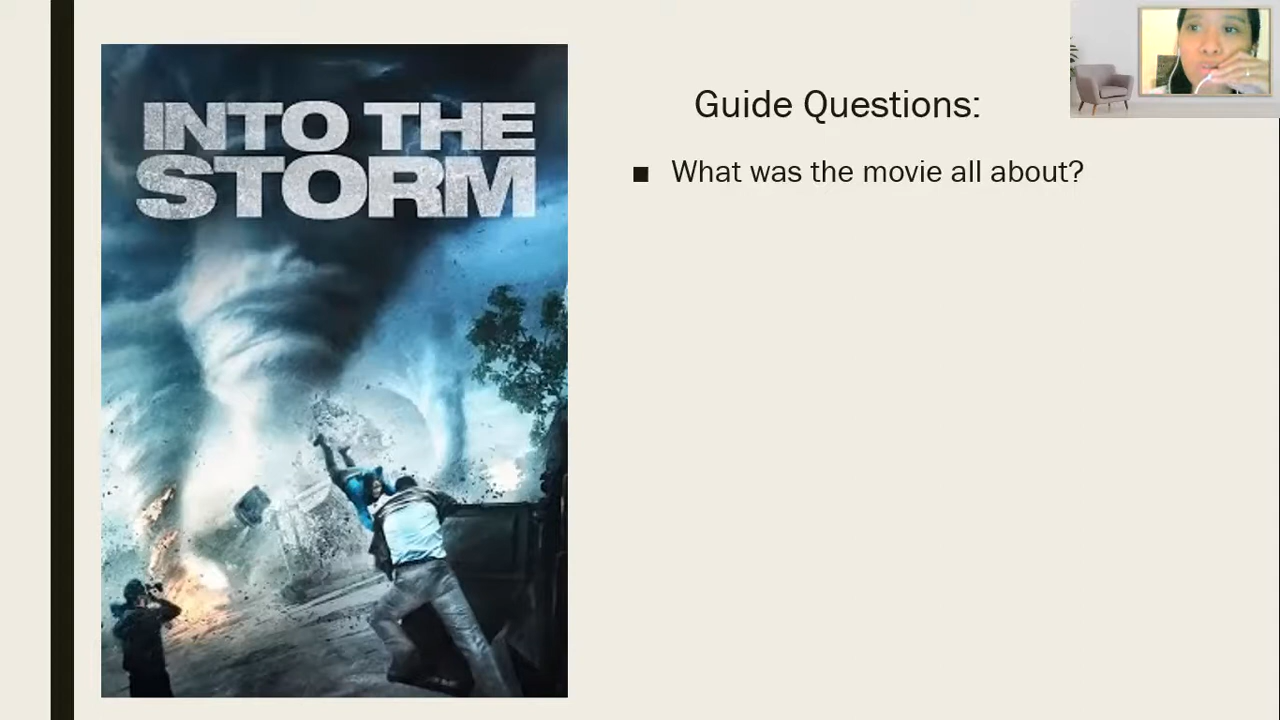 INTO THE
STORM
Guide Questions:
■ What was the movie all about?